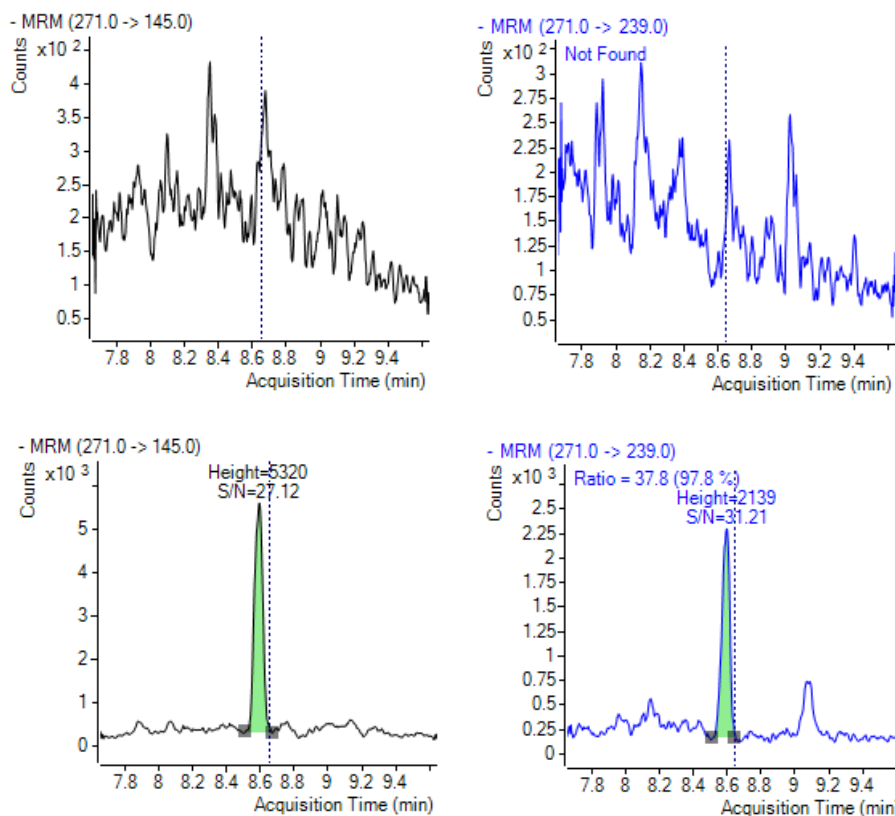 - MRM (271.0 -> 145.0)
x10 2
Counts
4
3.5
3
2.5
2
1.5
1
0.5
7.8 8 8.2 8.4 8.6 8.8 9 9.2 9.4
Acquisition Time (min)
- MRM (271.0 -> 239.0)
x10 2
Counts
Not Found
3
2.75
2.5
2.25
2
1.75
1.5
1.25
1
0.75
0.5
7.8 8 8.2 8.4 8.6 8.8 9 9.2 9.4
Acquisition Time (min)
- MRM (271.0 -> 145.0)
x10 3
Counts
Height=5320
S/N=27.12
5
4
3
2
1
0
7.8 8 8.2 8.4 8.6 8.8 9 9.2 9.4
Acquisition Time (min)
- MRM (271.0 -> 239.0)
x10 3
Counts
Ratio = 37.8 (97.8 %)
Height=2139
S/N=31.21
2.75
2.5
2.25
2
1.75
1.5
1.25
1
0.75
0.5
0.25
0
7.8 8 8.2 8.4 8.6 8.8 9 9.2 9.4
Acquisition Time (min)